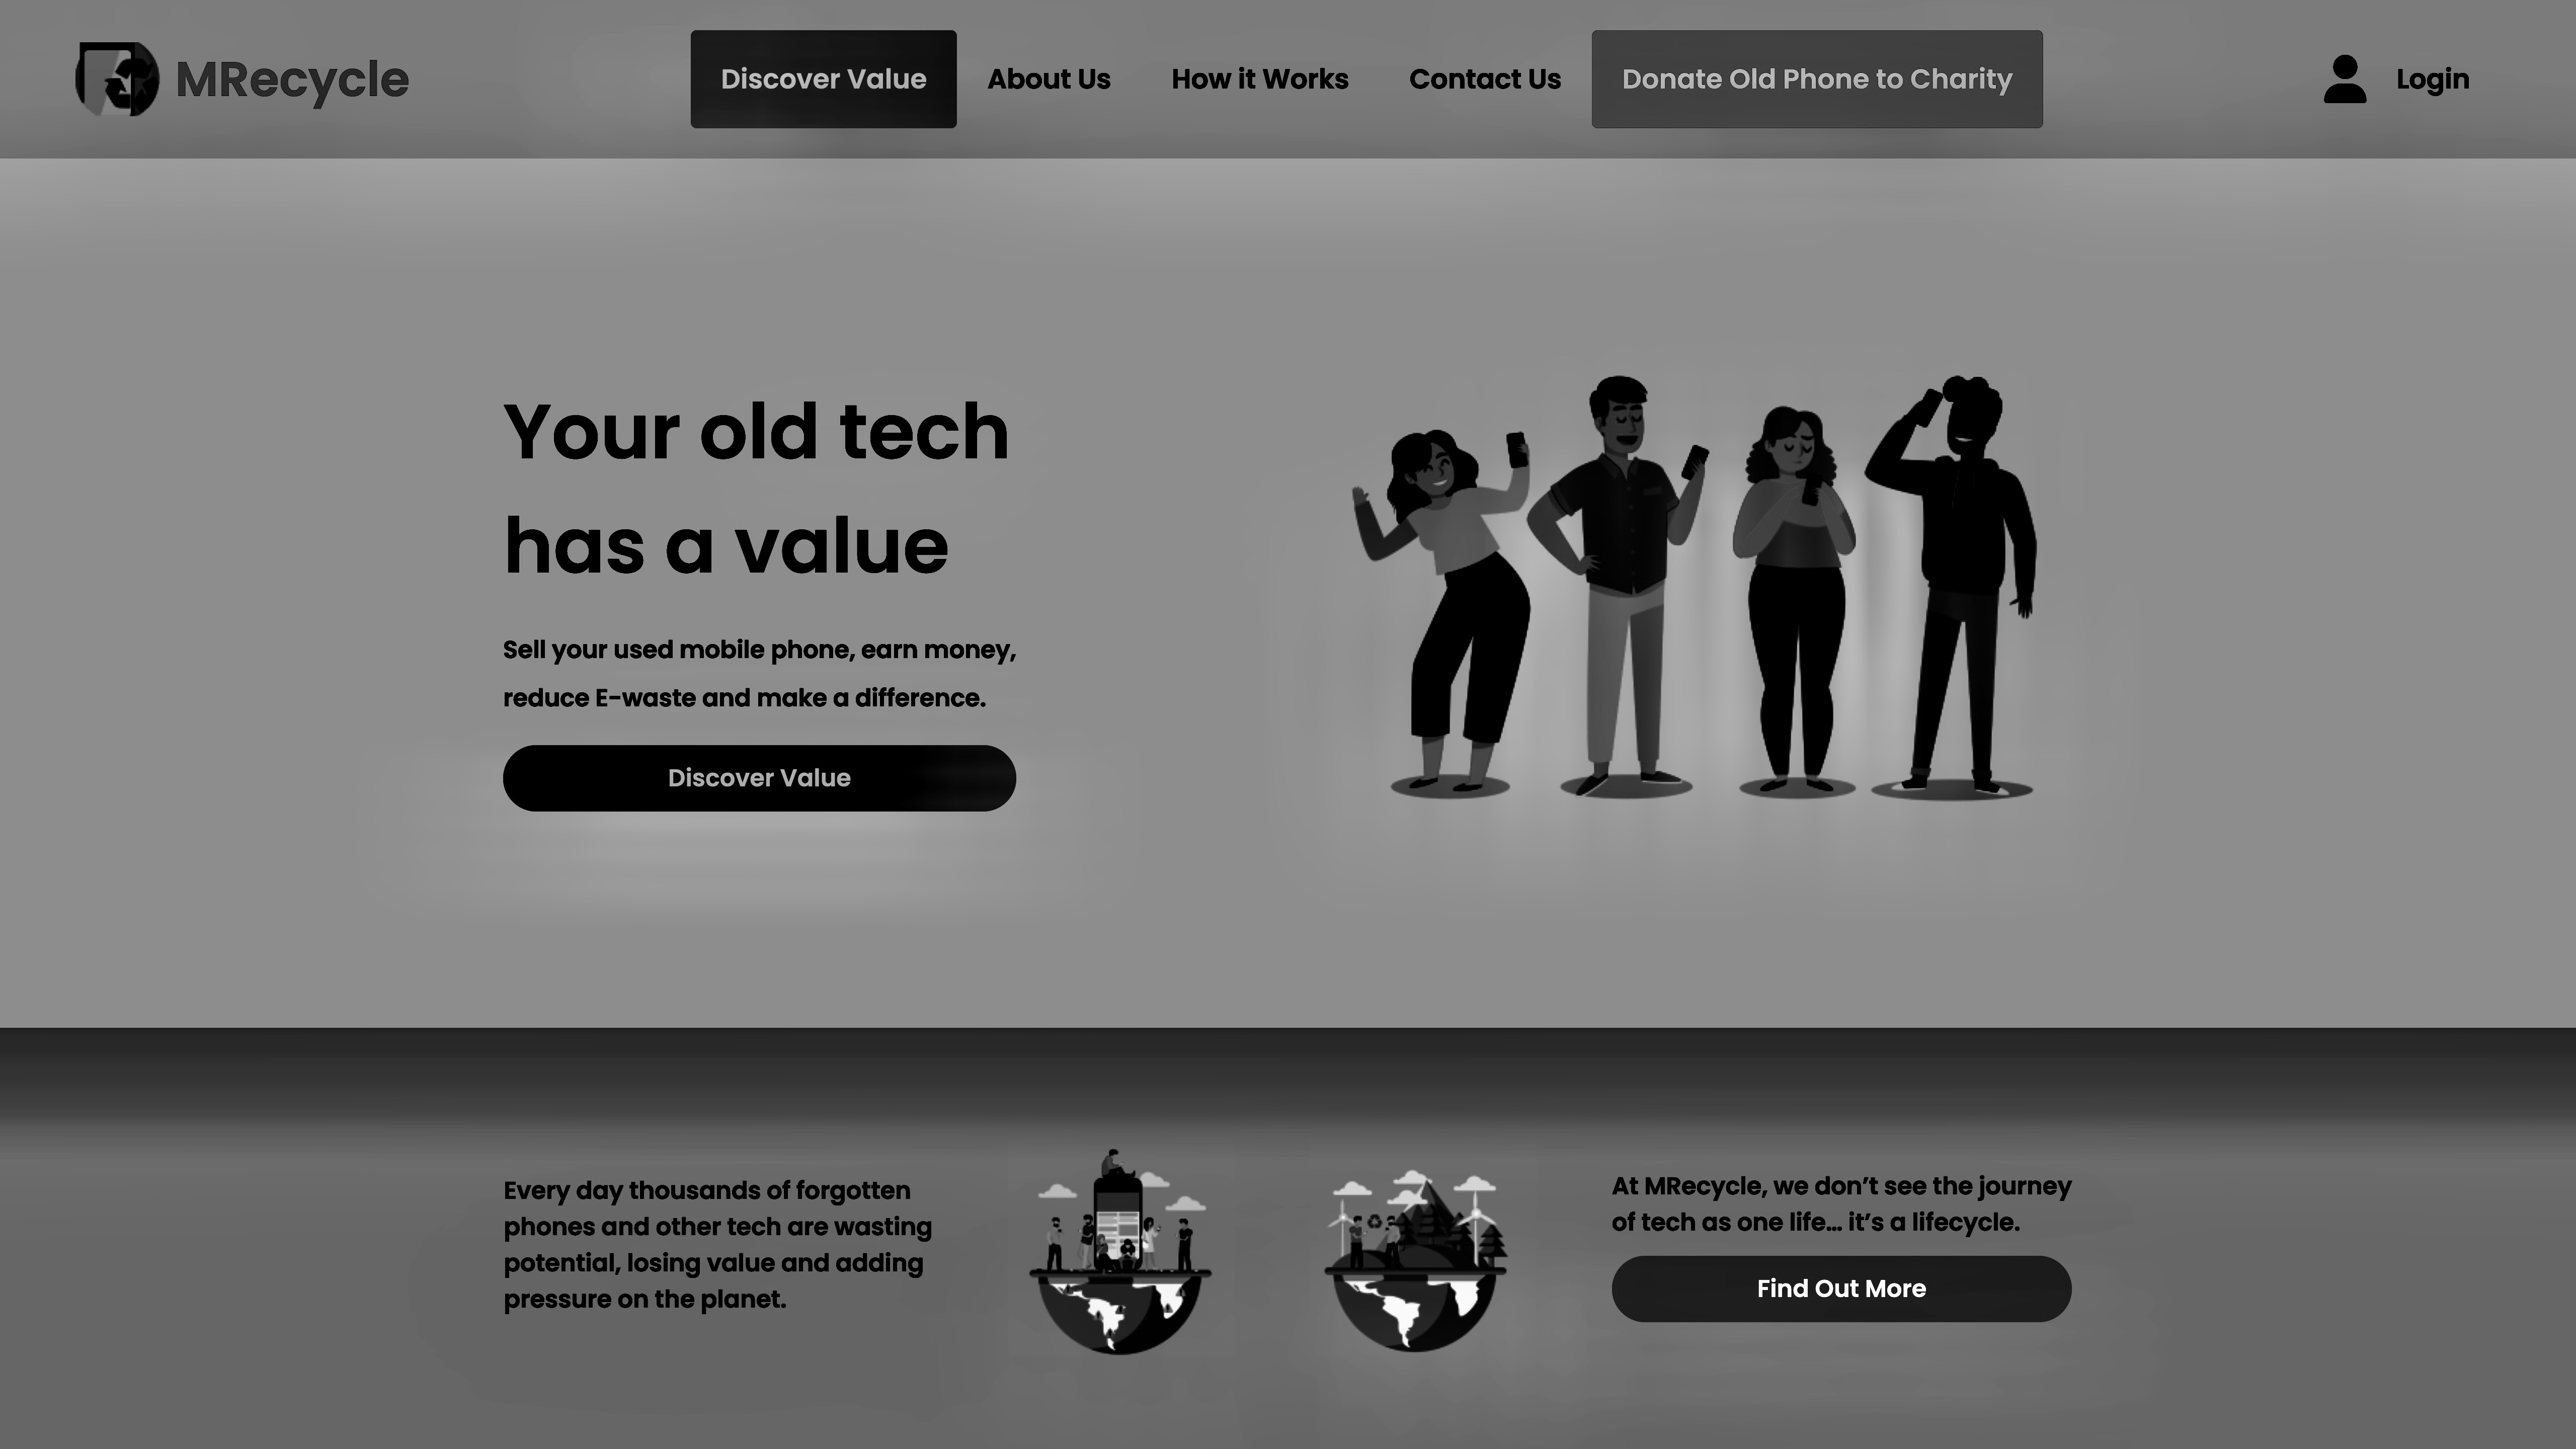 MRecycle
Discover Value
About Us
How it Works
Contact Us
Donate Old Phone to Charity
Login
Your old tech
has a value
Sell your used mobile phone, earn money,
reduce E-waste and make a difference.
Discover Value
Every day thousands of forgotten
phones and other tech are wasting
potential, losing value and adding
pressure on the planet.
At MRecycle, we don’t see the journey
of tech as one life... it’s a lifecycle.
Find Out More